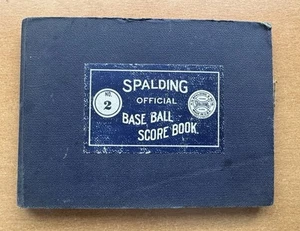 SPALDING
OFFICIAL
NO.
2
BASE BALL
SCORE BOOK.